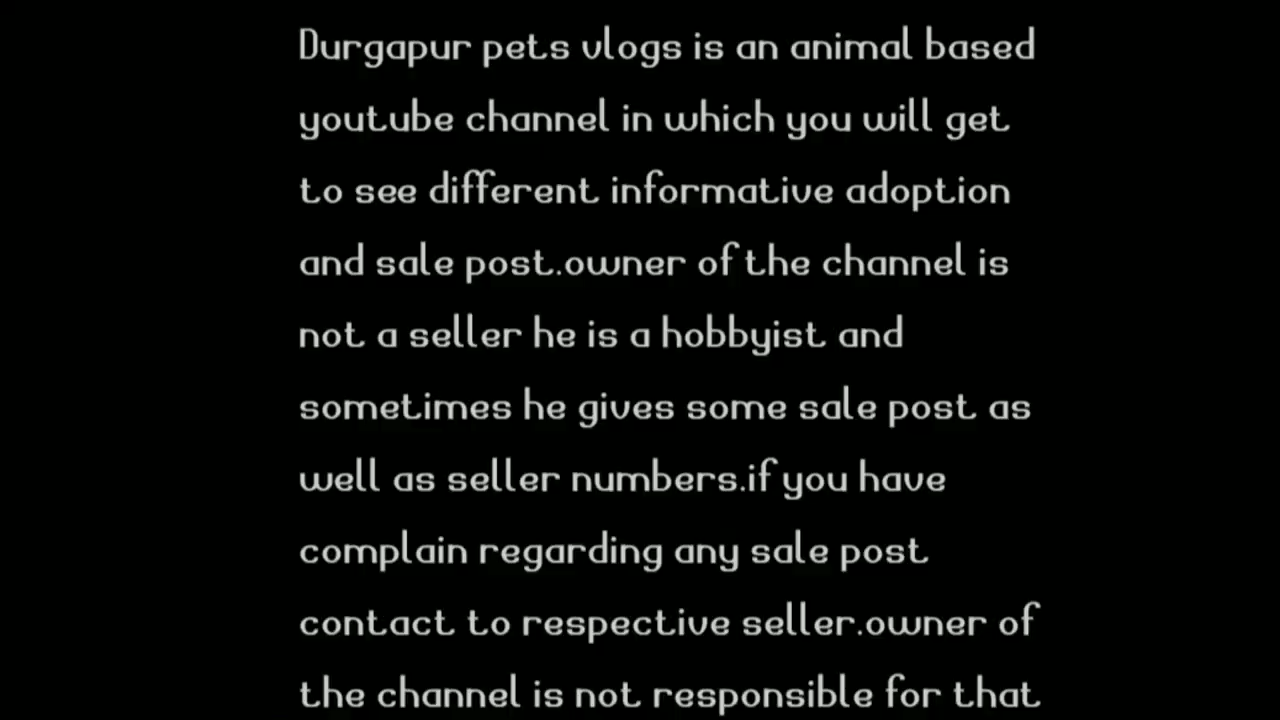 Durgapur pets vlogs is an animal based
youtube channel in which you will get
to see different informative adoption
and sale post.owner of the channel is
not a seller he is a hobbyist and
sometimes he gives some sale post as
well as seller numbers.if you have
complain regarding any sale post
contact to respective seller.owner of
the channel is not responsible for that